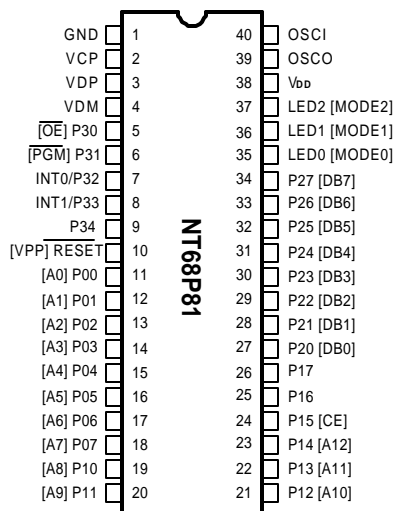 GND 1 40 OSCI
VCP 2 39 OSCO
VDP 3 38 VDD
VDM 4 37 LED2 [MODE2]
[OE] P30 5 36 LED1 [MODE1]
[PGM] P31 6 35 LED0 [MODE0]
INT0/P32 7 34 P27 [DB7]
INT1/P33 8 33 P26 [DB6]
P34 9 32 P25 [DB5]
[VPP] RESET 10 31 P24 [DB4]
[A0] P00 11 30 P23 [DB3]
[A1] P01 12 29 P22 [DB2]
[A2] P02 13 28 P21 [DB1]
[A3] P03 14 27 P20 [DB0]
[A4] P04 15 26 P17
[A5] P05 16 25 P16
[A6] P06 17 24 P15 [CE]
[A7] P07 18 23 P14 [A12]
[A8] P10 19 22 P13 [A11]
[A9] P11 20 21 P12 [A10]
NT68P81